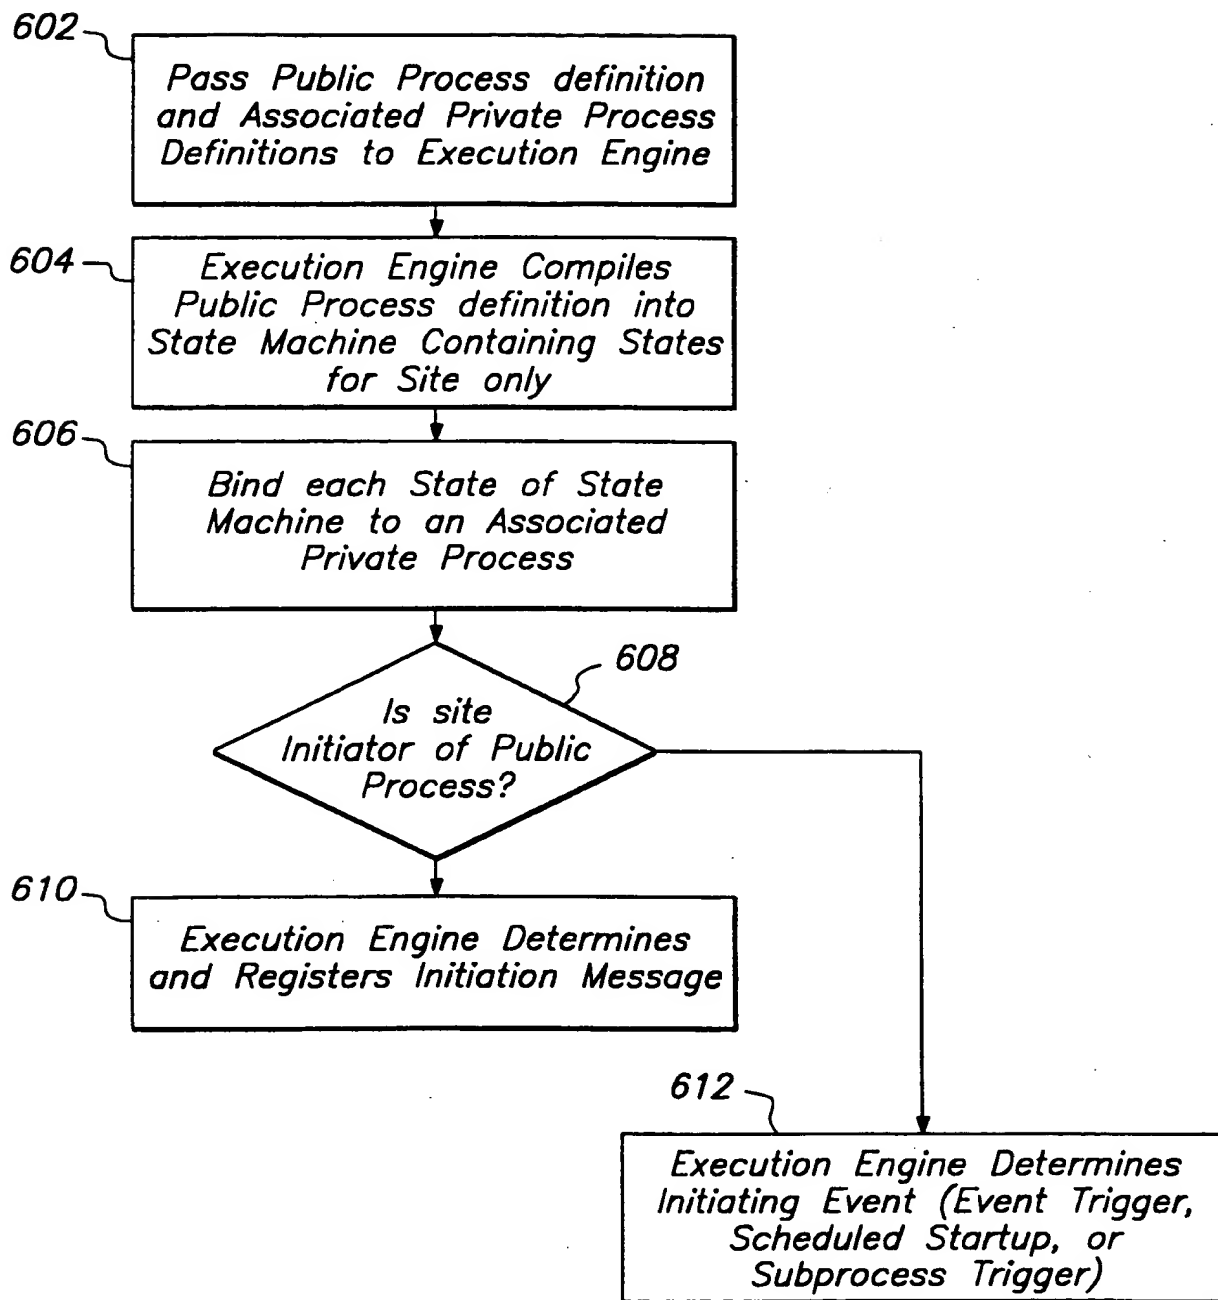 602
Pass Public Process definition
and Associated Private Process
Definitions to Execution Engine
604
Execution Engine Compiles
Public Process definition into
State Machine Containing States
for Site only
606
Bind each State of State
Machine to an Associated
Private Process
608
Is site
Initiator of Public
Process?
610
Execution Engine Determines
and Registers Initiation Message
612
Execution Engine Determines
Initiating Event (Event Trigger,
Scheduled Startup, or
Subprocess Trigger)